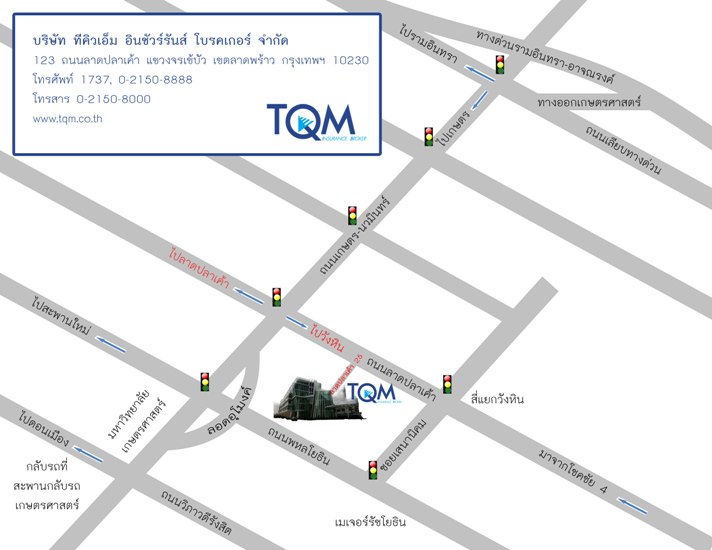 บริษัท ทีคิวเอ็ม อินชัวร์รันส์ โบรคเกอร์ จำกัด
123 ถนนลาดปลาเค้า แขวงจรเข้บัว เขตลาดพร้าว กรุงเทพฯ 10230
โทรศัพท์ 1737, 0-2150-8888
โทรสาร 0-2150-8000
www.tqm.co.th
TQM
INSURANCE BROKER
ไปรามอินทรา
ทางด่วนรามอินทรา-อาจณรงค์
ทางออกเกษตรศาสตร์
ไปเกษตร
ถนนเลียบทางด่วน
ถนนเกษตร-นวมินทร์
ไปลาดปลาเค้า
ไปวังหิน
ไปสะพานใหม่
ถนนลาดปลาเค้า
ลาดปลาเค้า 25
TQM
สี่แยกวังหิน
มหาวิทยาลัย
เกษตรศาสตร์
ลอดอุโมงค์
ไปดอนเมือง
ถนนพหลโยธิน
ซอยเสนานิคม
มาจากโชคชัย 4
กลับรถที่
สะพานกลับรถ
เกษตรศาสตร์
ถนนวิภาวดีรังสิต
เมเจอร์รัชโยธิน